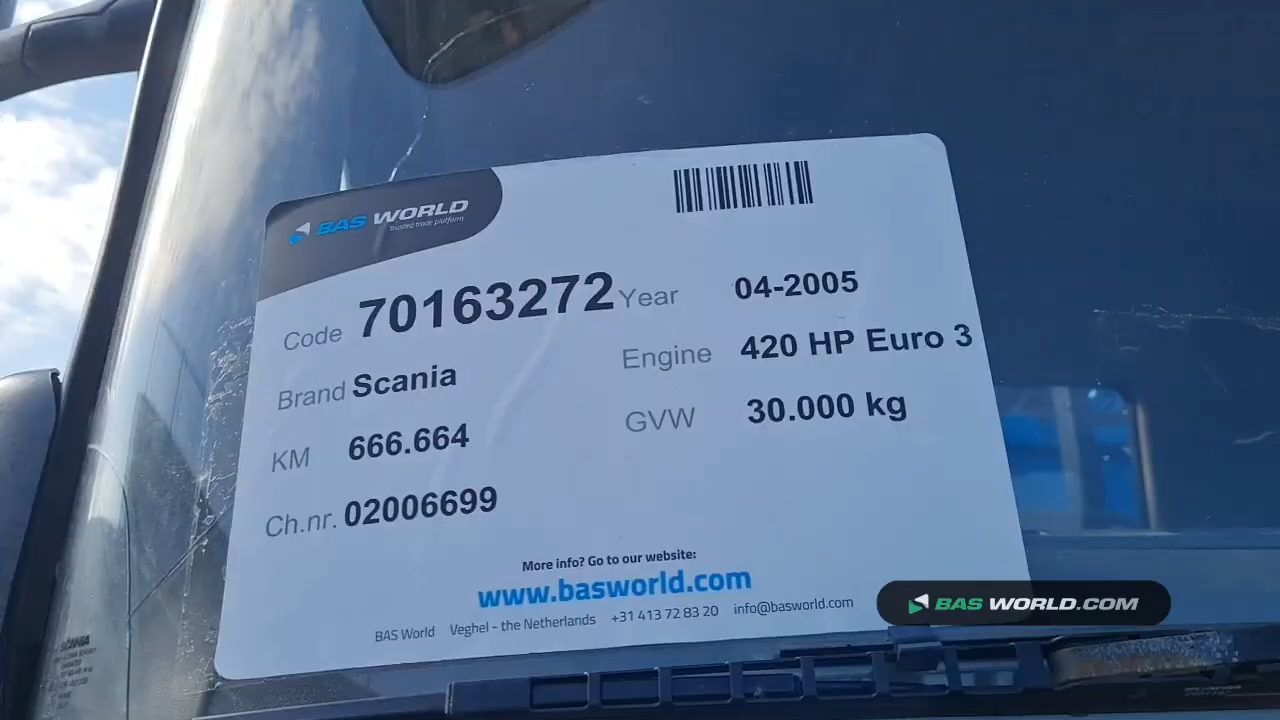 BAS WORLD
trusted trade platform
Code 70163272
Year 04-2005
Brand Scania
Engine 420 HP Euro 3
KM 666.664
GVW 30.000 kg
Ch.nr. 02006699
More info? Go to our website:
www.basworld.com
BAS World Veghel - the Netherlands +31 413 72 83 20 info@basworld.com
BAS WORLD.COM
SCANIA